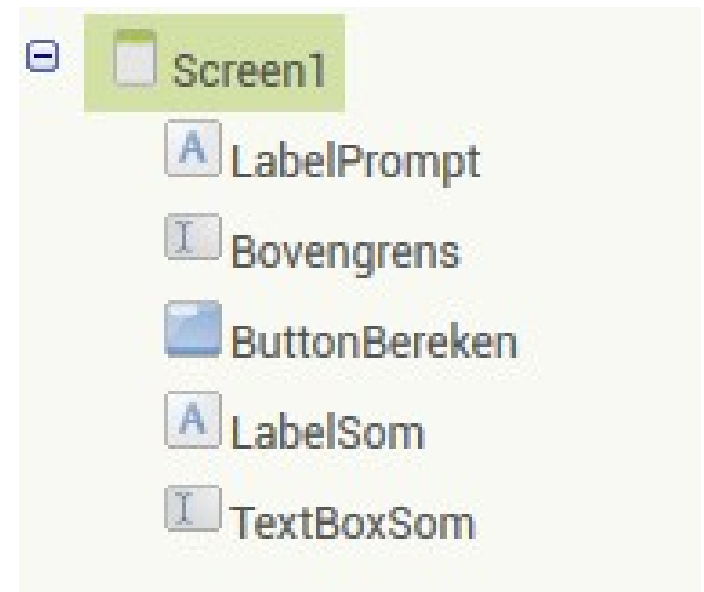 Screen1
LabelPrompt
Bovengrens
ButtonBereken
LabelSom
TextBoxSom